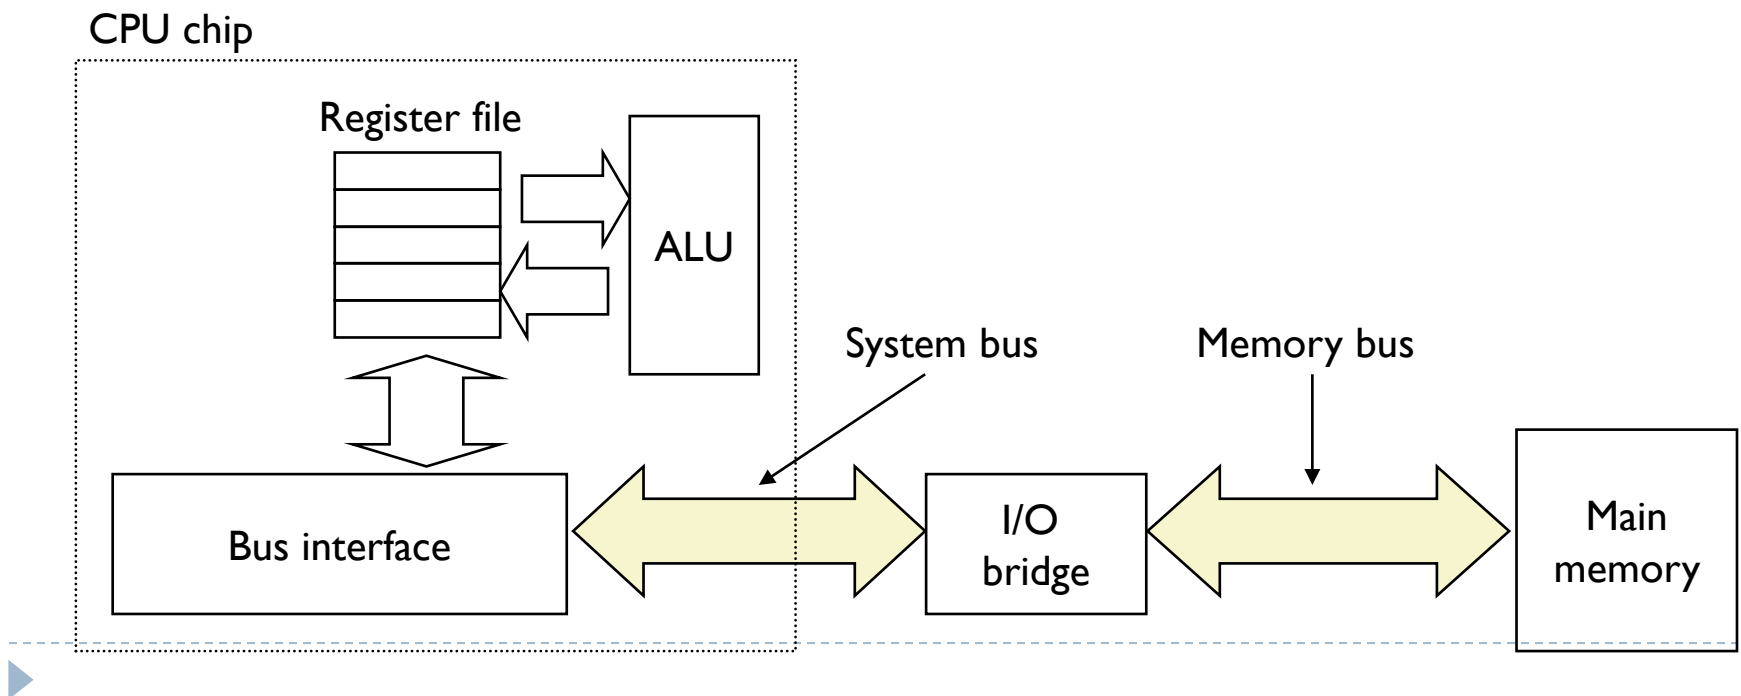 CPU chip
Register file
ALU
System bus
Memory bus
Bus interface
I/O
bridge
Main
memory